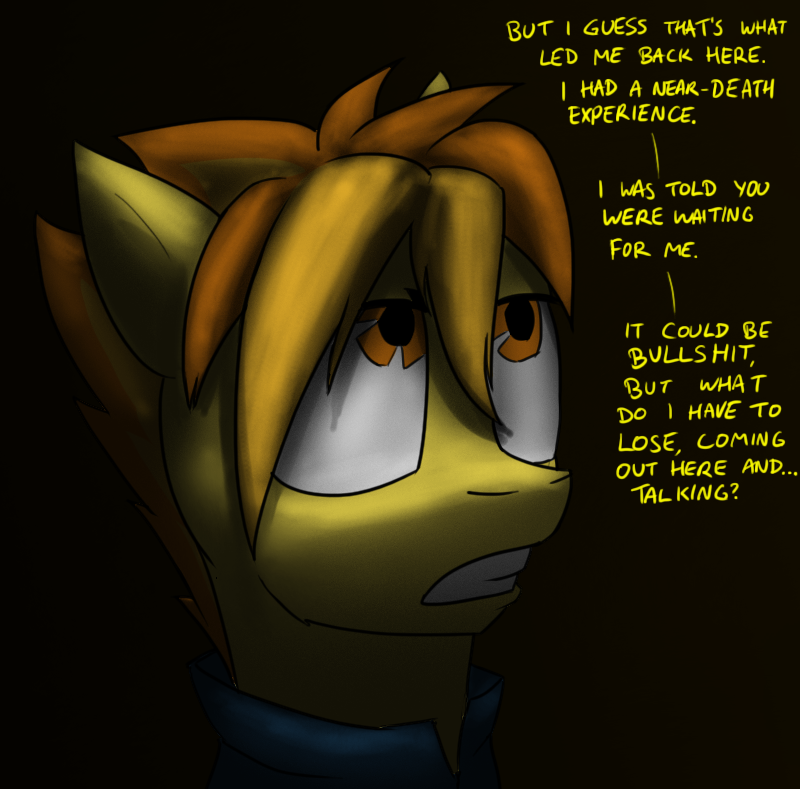 BUT I GUESS THAT'S WHAT
LED ME BACK HERE.
I HAD A NEAR-DEATH
EXPERIENCE.
I WAS TOLD YOU
WERE WAITING
FOR ME.
IT COULD BE
BULLSHIT,
BUT WHAT
DO I HAVE TO
LOSE, COMING
OUT HERE AND...
TALKING?